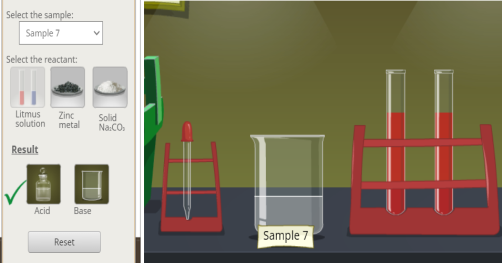 Select the sample:
Sample 7
Select the reactant:
Litmus
solution
Zinc
metal
Solid
Na₂CO₃
Result
Acid
Base
Reset
Sample 7